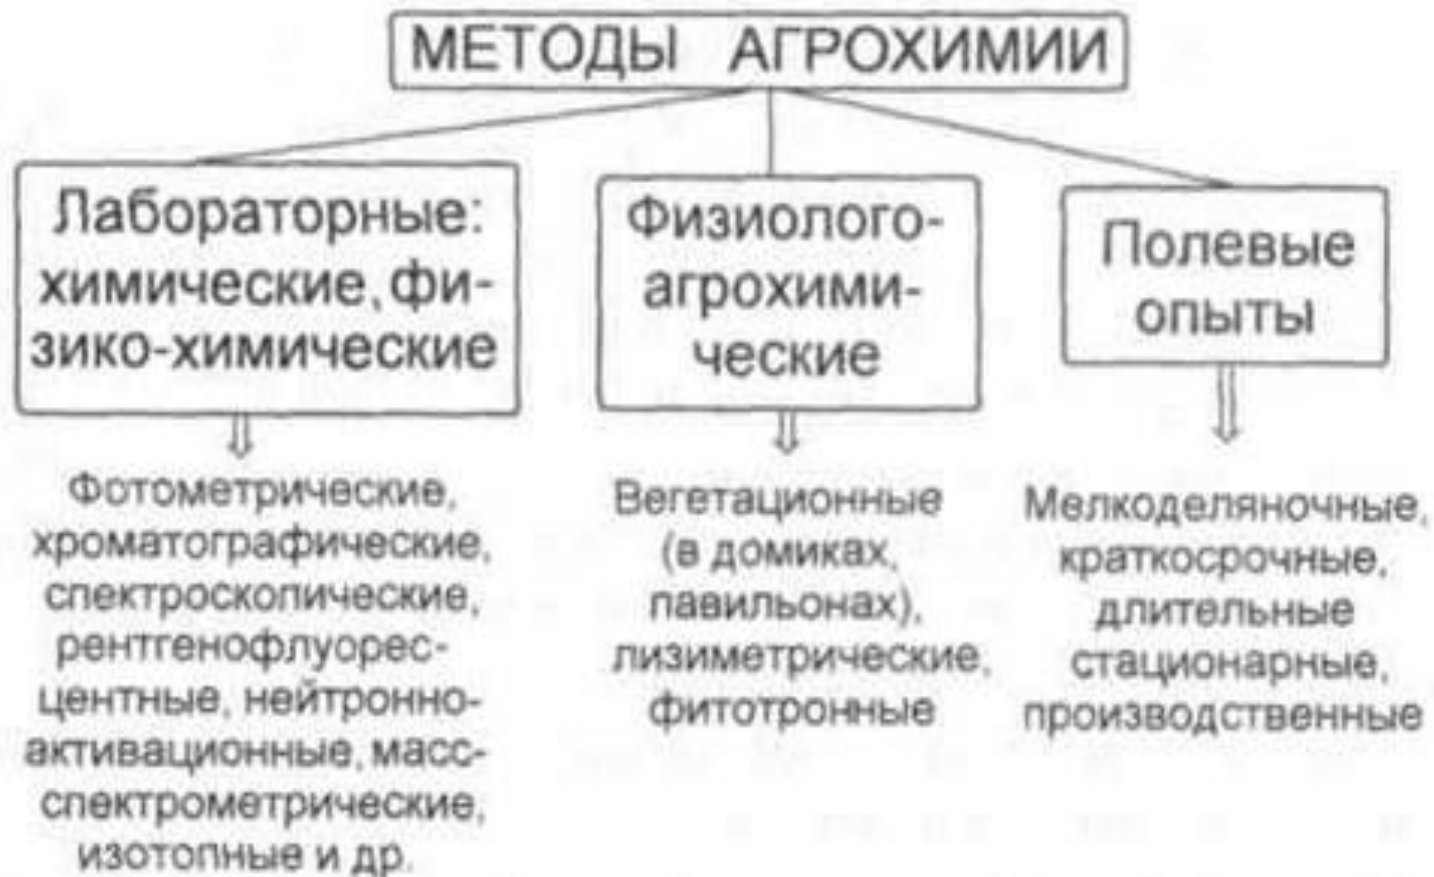 МЕТОДЫ АГРОХИМИИ
Лабораторные:
химические, фи-
зико-химические
Физиолого-
агрохими-
ческие
Полевые
опыты
Фотометрические,
хроматографические,
спектроскопические,
рентгенофлуорес-
центные, нейтронно-
активационные, масс-
спектрометрические,
изотопные и др.
Вегетационные
(в домиках,
павильонах),
лизиметрические,
фитотронные
Мелкоделяночные,
краткосрочные,
длительные
стационарные,
производственные